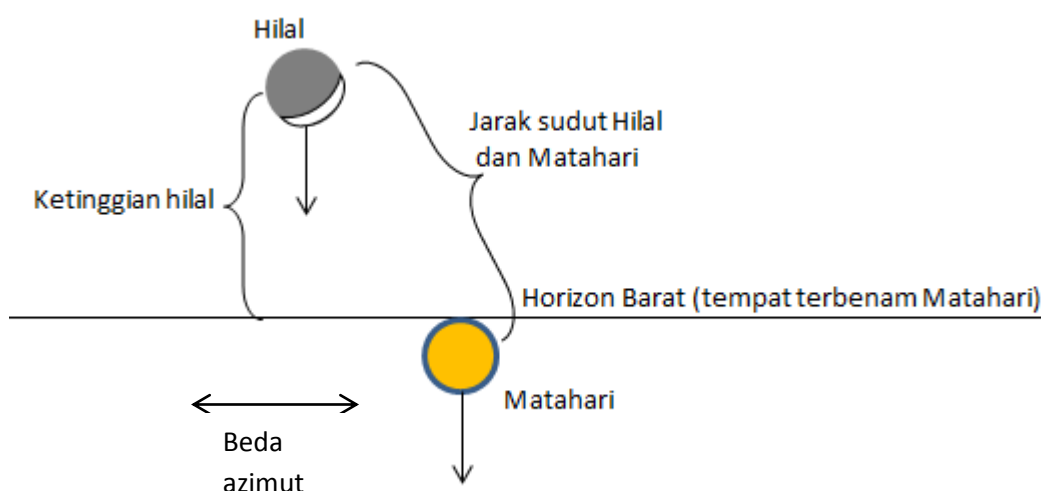 Hilal
Jarak sudut Hilal
dan Matahari
Ketinggian hilal
Horizon Barat (tempat terbenam Matahari)
Matahari
Beda
azimut